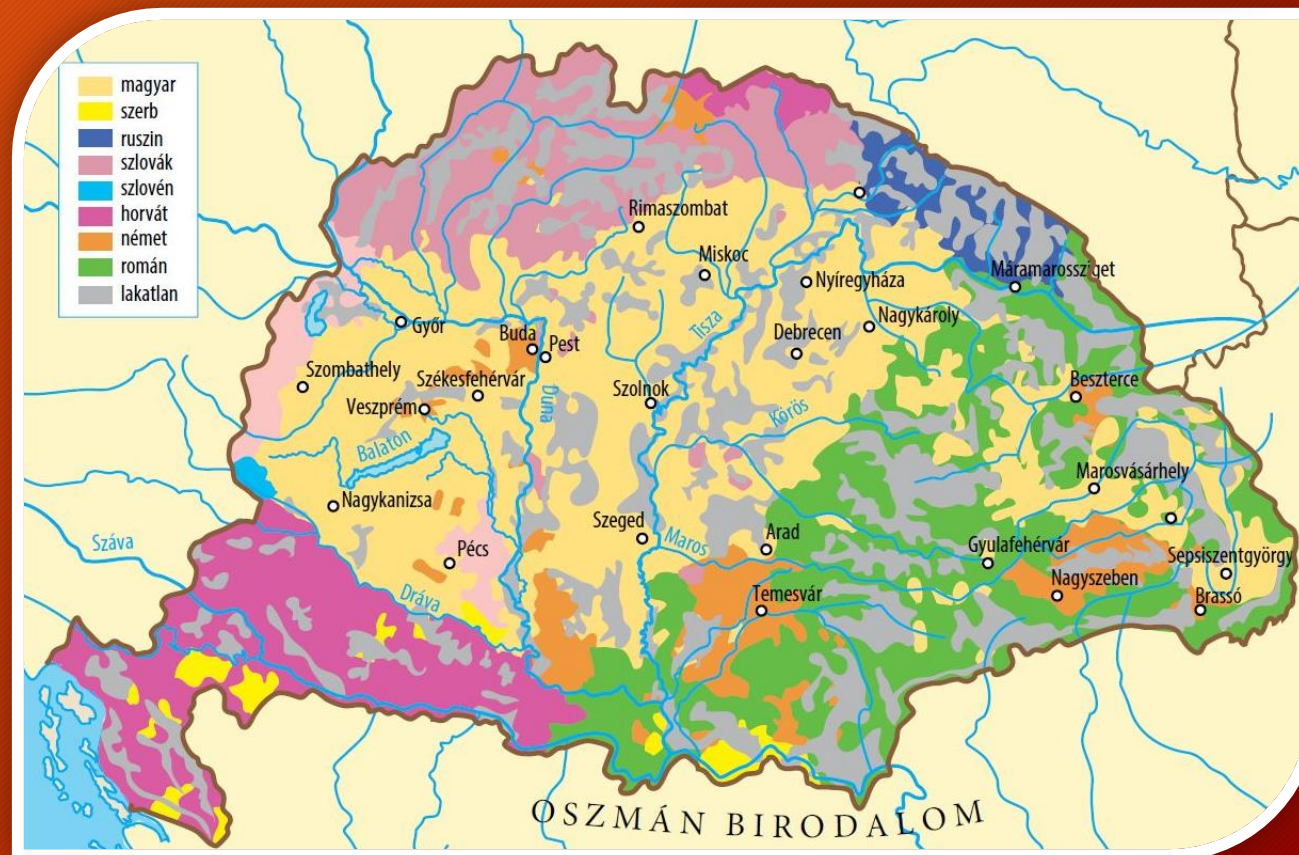 magyar
szerb
ruszin
szlovák
szlovén
horvát
német
román
lakatlan
Rimaszombat
Miskoc
Nyíregyháza
Máramarossziget
Győr
Buda
Pest
Tisza
Debrecen
Nagykároly
Szombathely
Székesfehérvár
Veszprém
Duna
Szolnok
Beszterce
Balaton
Körös
Nagykanizsa
Marosvásárhely
Száva
Szeged
Maros
Arad
Pécs
Gyulafehérvár
Sepsiszentgyörgy
Dráva
Temesvár
Nagyszeben
Brassó
OSZMÁN BIRODALOM